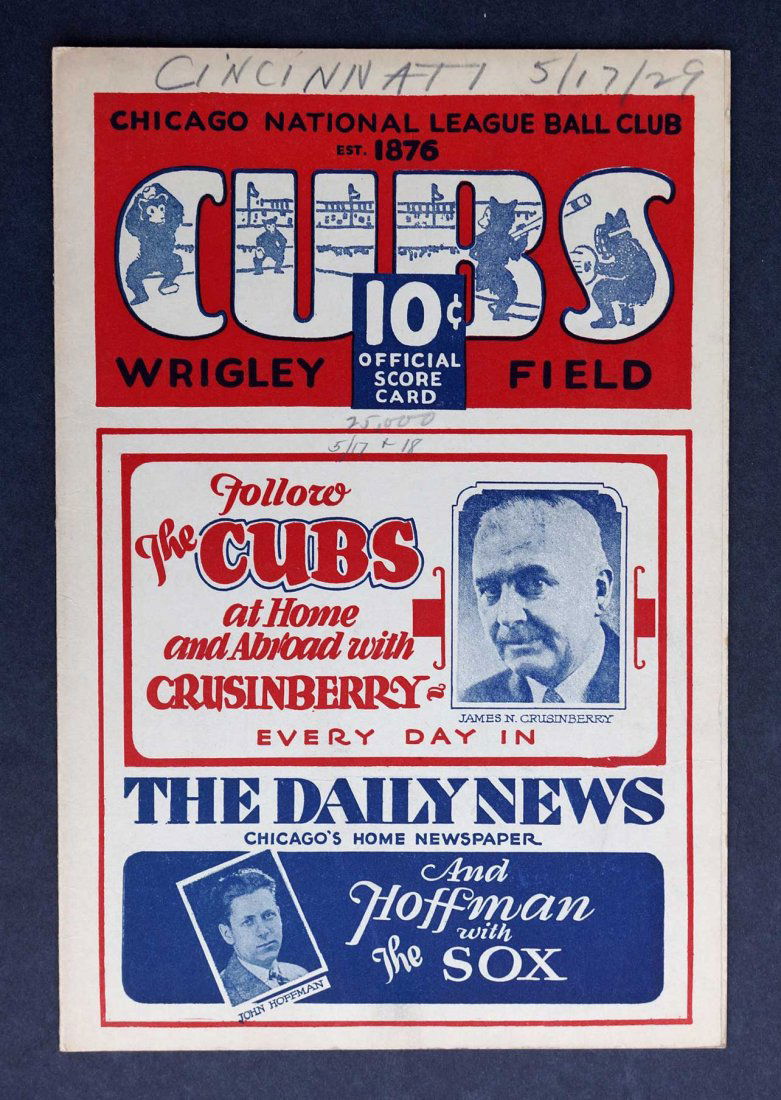 CINCINNATI 5/17/29
CHICAGO NATIONAL LEAGUE BALL CLUB
EST. 1876
CUBS
10¢
OFFICIAL
SCORE
CARD
WRIGLEY FIELD
25,000
5/17 + 18
Follow
The CUBS
at Home
and Abroad with
CRUSINBERRY
JAMES N. CRUSINBERRY
EVERY DAY IN
THE DAILY NEWS
CHICAGO'S HOME NEWSPAPER
And
Hoffman
with
The SOX
JOHN HOFFMAN